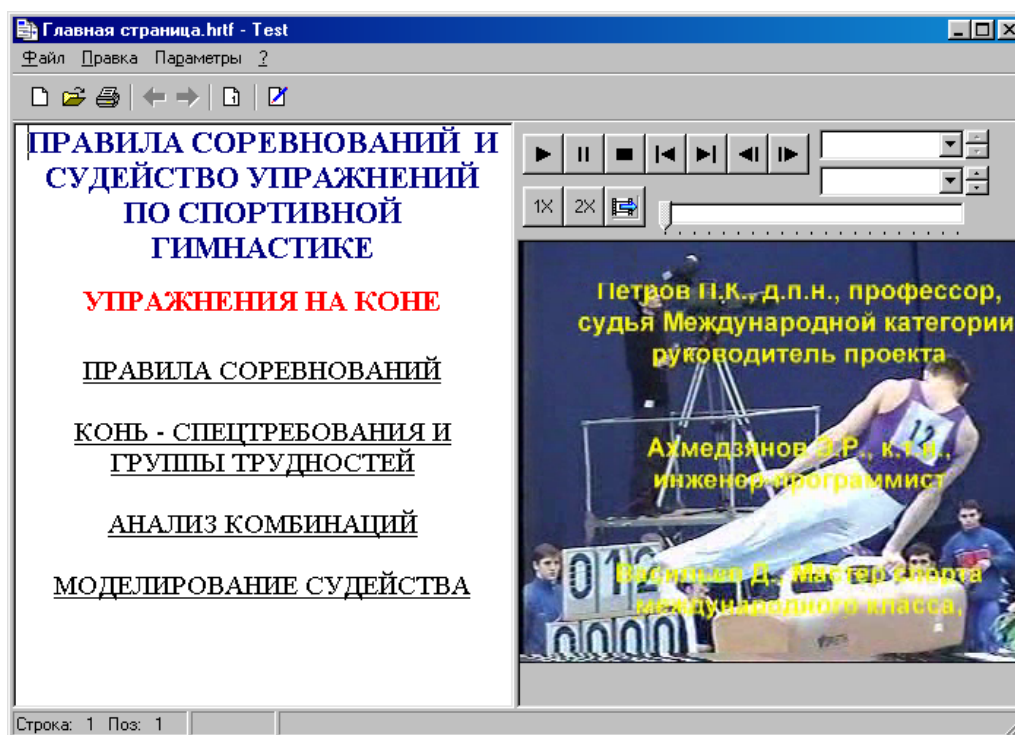 Главная страница.hrtf - Test
Файл Правка Параметры ?
ПРАВИЛА СОРЕВНОВАНИЙ И
СУДЕЙСТВО УПРАЖНЕНИЙ
ПО СПОРТИВНОЙ
ГИМНАСТИКЕ
УПРАЖНЕНИЯ НА КОНЕ
ПРАВИЛА СОРЕВНОВАНИЙ
КОНЬ - СПЕЦТРЕБОВАНИЯ И
ГРУППЫ ТРУДНОСТЕЙ
АНАЛИЗ КОМБИНАЦИЙ
МОДЕЛИРОВАНИЕ СУДЕЙСТВА
1X 2X
Петров П.К., д.п.н., профессор,
судья Международной категории
руководитель проекта
12
Ахмедзянов Э.Р., к.т.н.,
инженер-программист
012
Васильев Д., Мастер спорта
международного класса,
0000
Строка: 1 Поз: 1